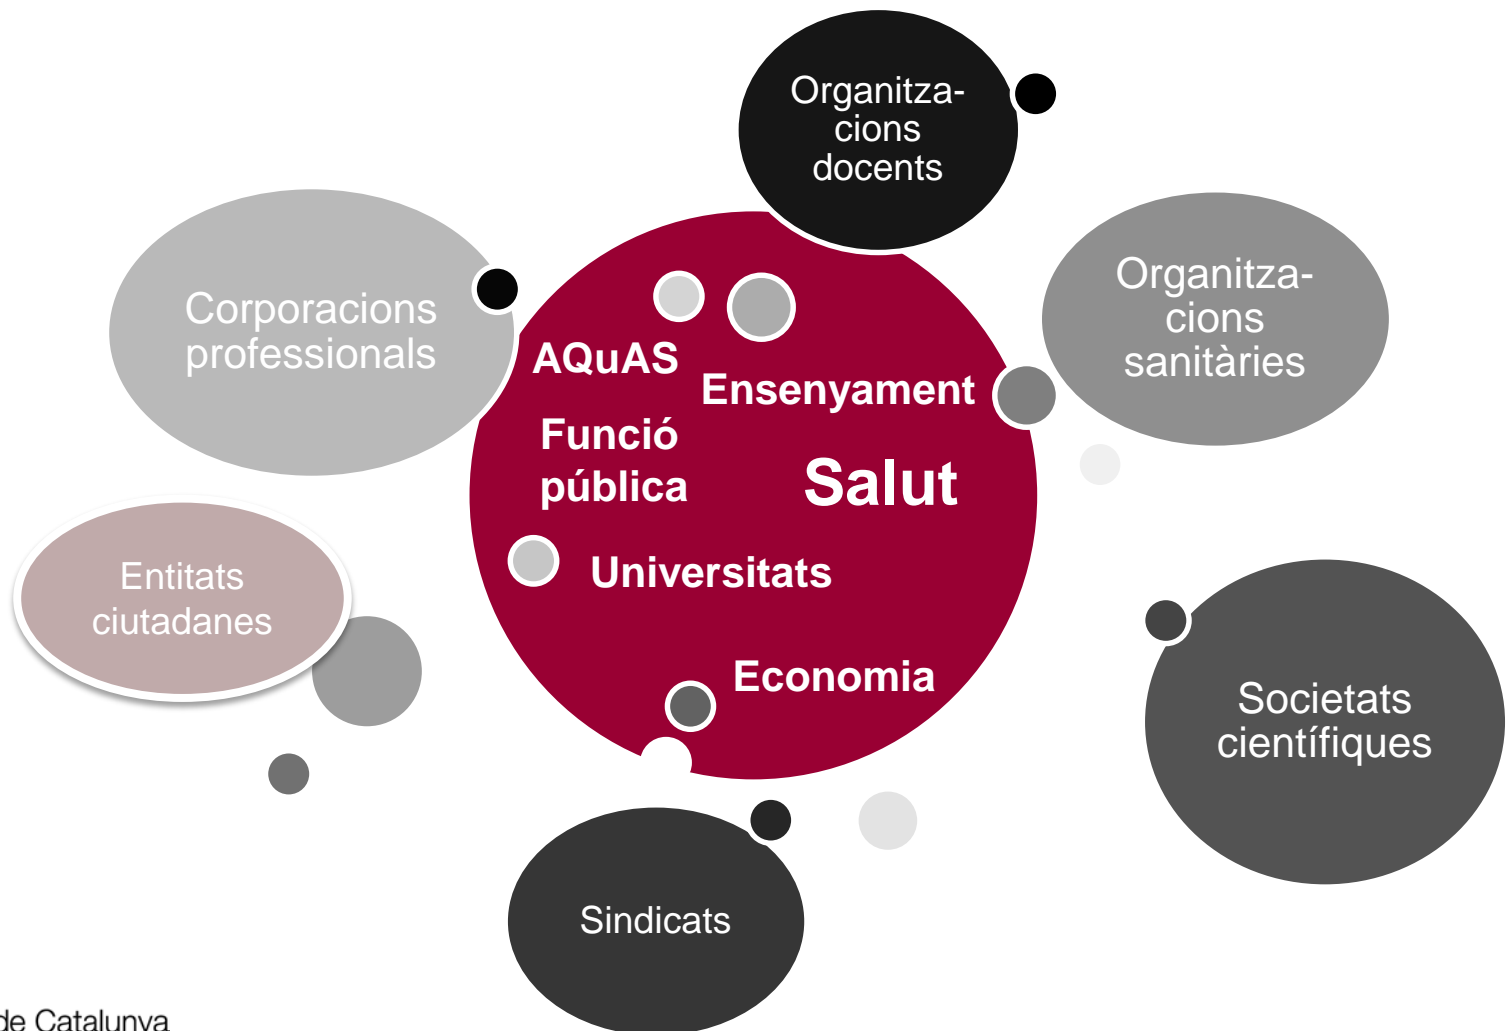 Organitza-
cions
docents
Organitza-
cions
sanitàries
Corporacions
professionals
AQuAS
Ensenyament
Funció
pública
Salut
Universitats
Economia
Entitats
ciutadanes
Societats
científiques
Sindicats
de Catalunya